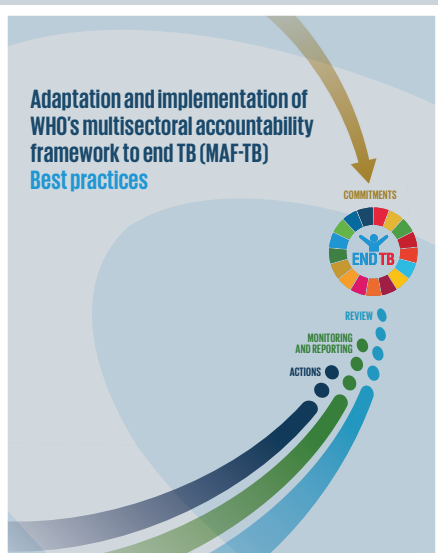 Adaptation and implementation of
WHO's multisectoral accountability
framework to end TB (MAF-TB)
Best practices
COMMITMENTS
END TB
REVIEW
MONITORING
AND REPORTING
ACTIONS